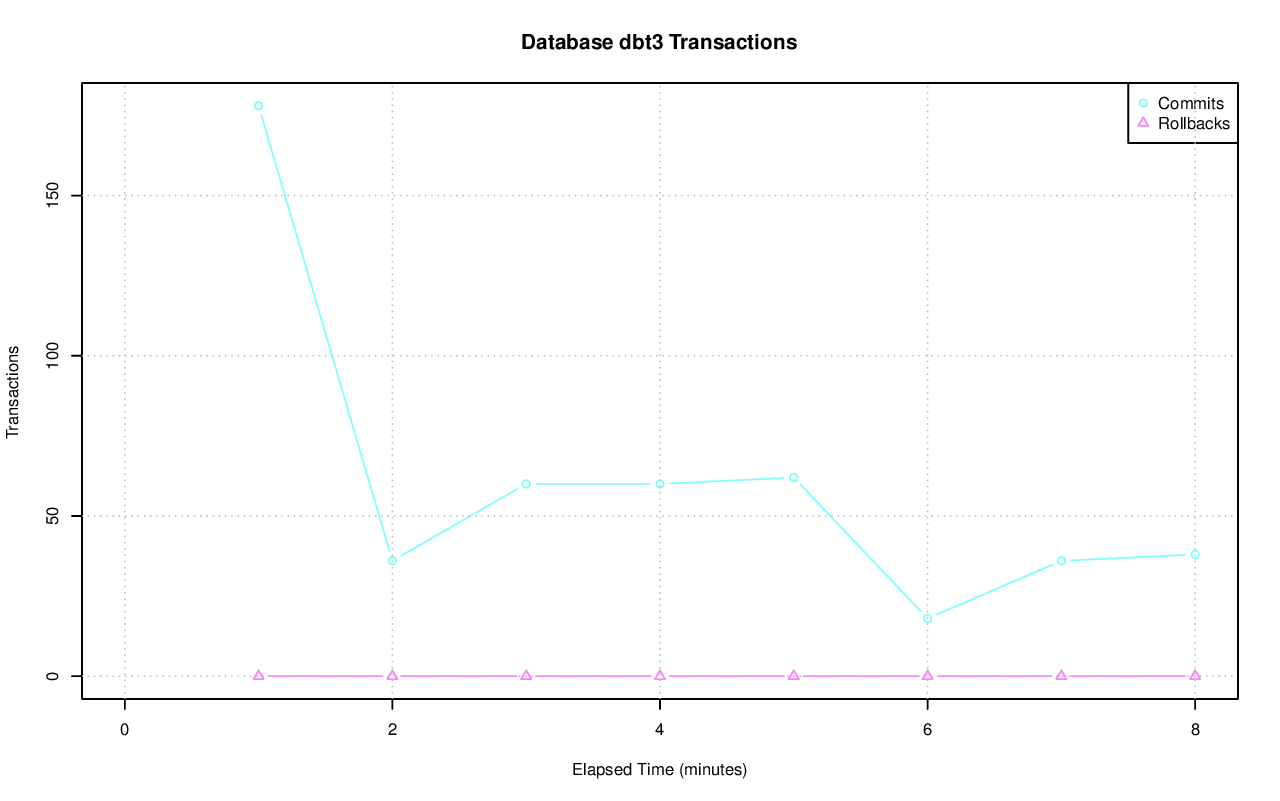 Database dbt3 Transactions
Commits
Rollbacks
150
100
50
0
Transactions
0 2 4 6 8
Elapsed Time (minutes)